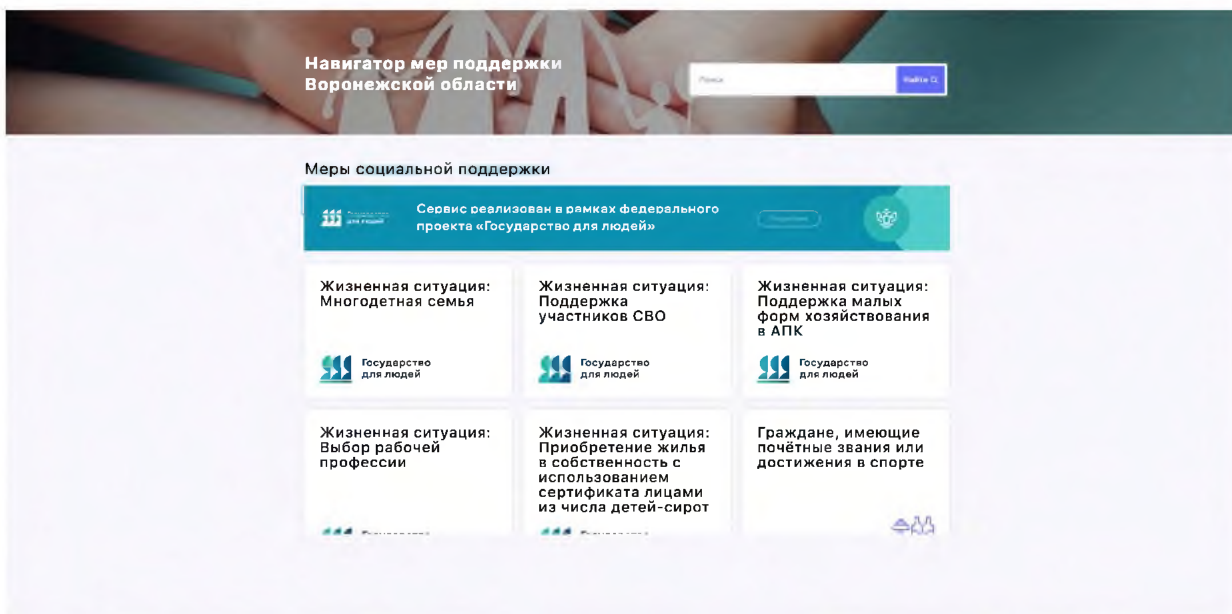 Навигатор мер поддержки
Воронежской области
Поиск
Найти
Меры социальной поддержки
для людей
Сервис реализован в рамках федерального
проекта «Государство для людей»
Жизненная ситуация:
Многодетная семья
Государство
для людей
Жизненная ситуация:
Поддержка
участников СВО
Государство
для людей
Жизненная ситуация:
Поддержка малых
форм хозяйствования
в АПК
Государство
для людей
Жизненная ситуация:
Выбор рабочей
профессии
Жизненная ситуация:
Приобретение жилья
в собственность с
использованием
сертификата лицами
из числа детей-сирот
Граждане, имеющие
почётные звания или
достижения в спорте